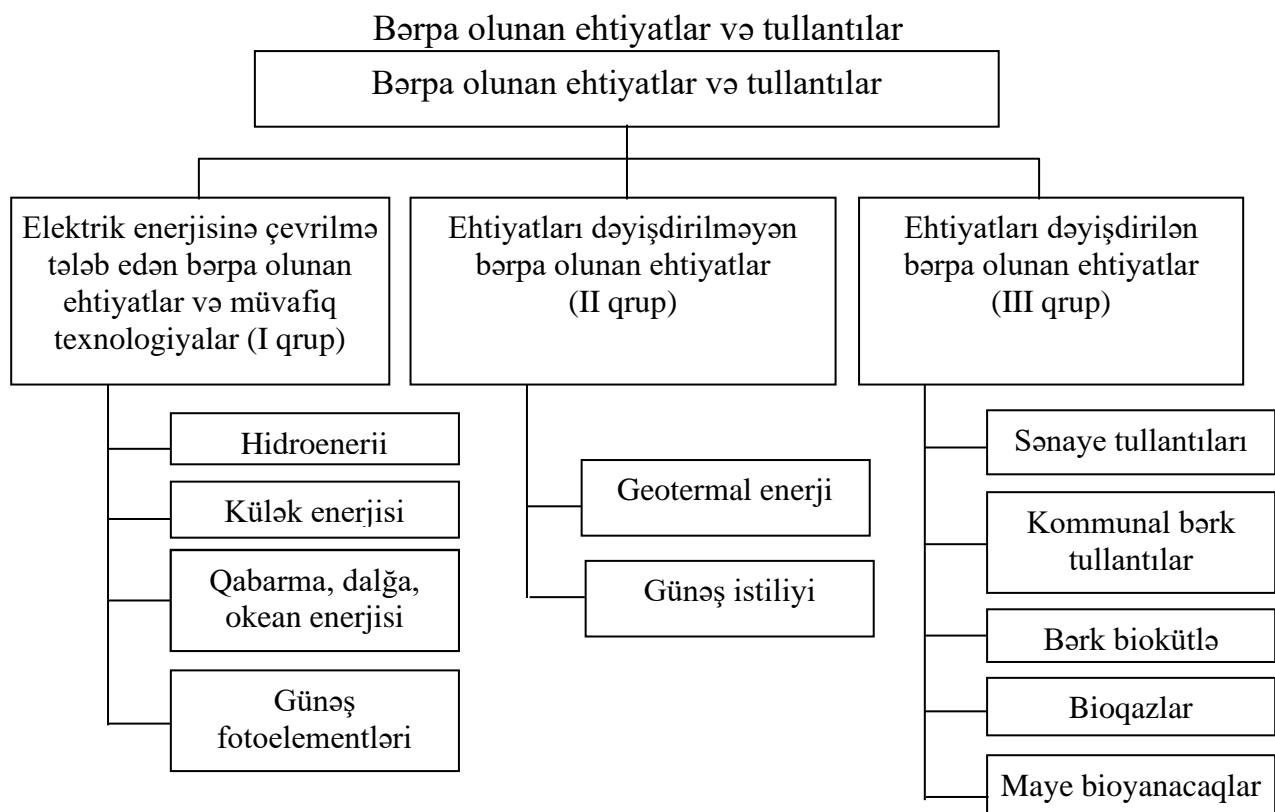 Bərpa olunan ehtiyatlar və tullantılar
Bərpa olunan ehtiyatlar və tullantılar
Elektrik enerjisinə çevrilmə
tələb edən bərpa olunan
ehtiyatlar və müvafiq
texnologiyalar (I qrup)
Hidroenerji
Külək enerjisi
Qabarma, dalğa,
okean enerjisi
Günəş
fotoelementləri
Ehtiyatları dəyişdirilməyən
bərpa olunan ehtiyatlar
(II qrup)
Geotermal enerji
Günəş istiliyi
Ehtiyatları dəyişdirilən
bərpa olunan ehtiyatlar
(III qrup)
Sənaye tullantıları
Kommunal bərk
tullantılar
Bərk biokütlə
Bioqazlar
Maye bioyanacaqlar